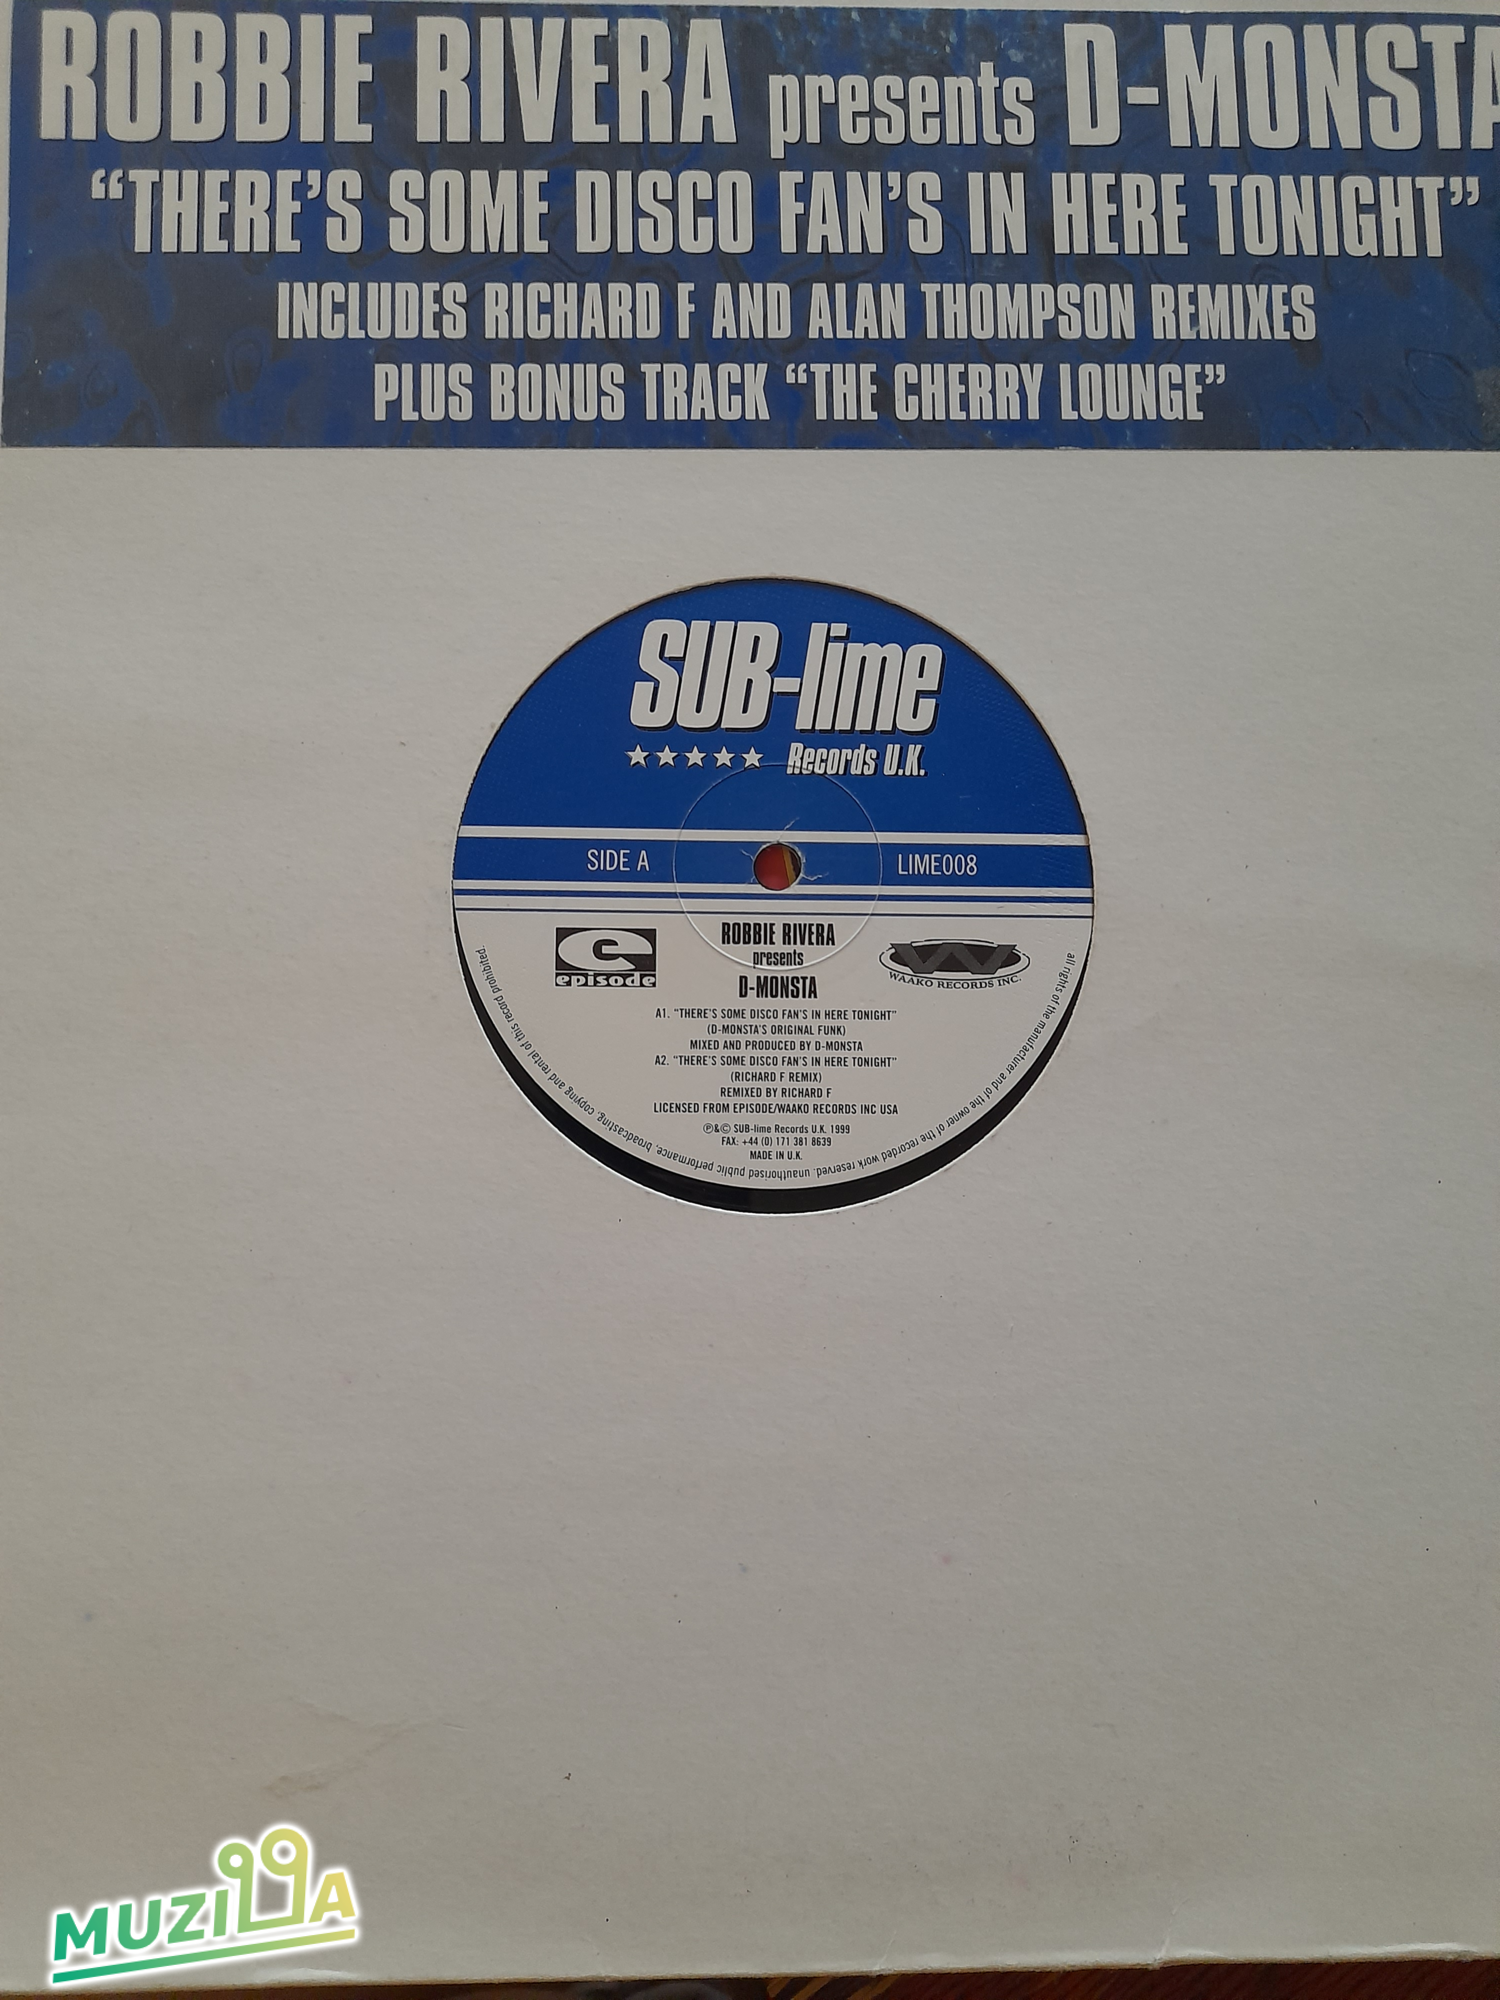 ROBBIE RIVERA presents D-MONSTA
“THERE’S SOME DISCO FAN’S IN HERE TONIGHT”
INCLUDES RICHARD F AND ALAN THOMPSON REMIXES
PLUS BONUS TRACK “THE CHERRY LOUNGE”
SUB-lime
Records U.K.
SIDE A
LIME008
episode
ROBBIE RIVERA
presents
D-MONSTA
WAAKO RECORDS INC.
A1. "THERE'S SOME DISCO FAN'S IN HERE TONIGHT"
(D-MONSTA'S ORIGINAL FUNK)
MIXED AND PRODUCED BY D-MONSTA
A2. "THERE'S SOME DISCO FAN'S IN HERE TONIGHT"
(RICHARD F REMIX)
REMIXED BY RICHARD F
LICENSED FROM EPISODE/WAAKO RECORDS INC USA
℗&© SUB-lime Records U.K. 1999
FAX: +44 (0) 171 381 8639
MADE IN U.K.
all rights of the manufacturer and of the owner of the recorded work reserved. unauthorised public performance, broadcasting, copying and rental of this record prohibited.
MUZILLA